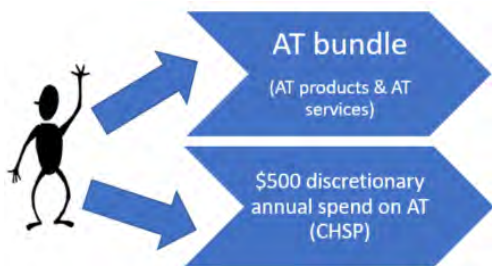 AT bundle
(AT products & AT
services)
$500 discretionary
annual spend on AT
(CHSP)